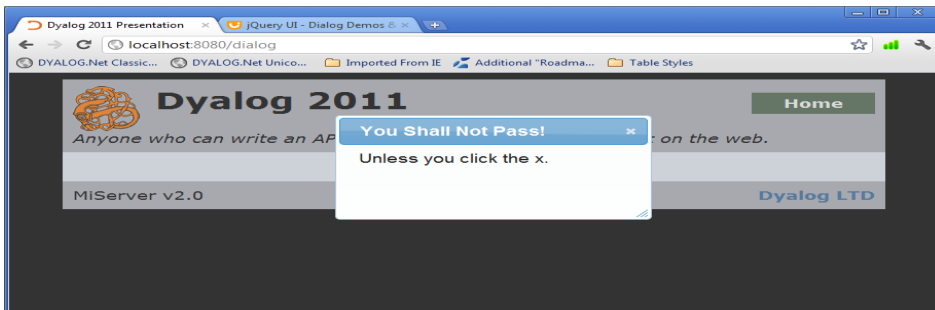 Dyalog 2011 Presentation
jQuery UI - Dialog Demos &
localhost:8080/dialog
DYALOG.Net Classic...
DYALOG.Net Unico...
Imported From IE
Additional "Roadma...
Table Styles
Dyalog 2011
Home
Anyone who can write an AP
on the web.
You Shall Not Pass!
Unless you click the x.
MiServer v2.0
Dyalog LTD